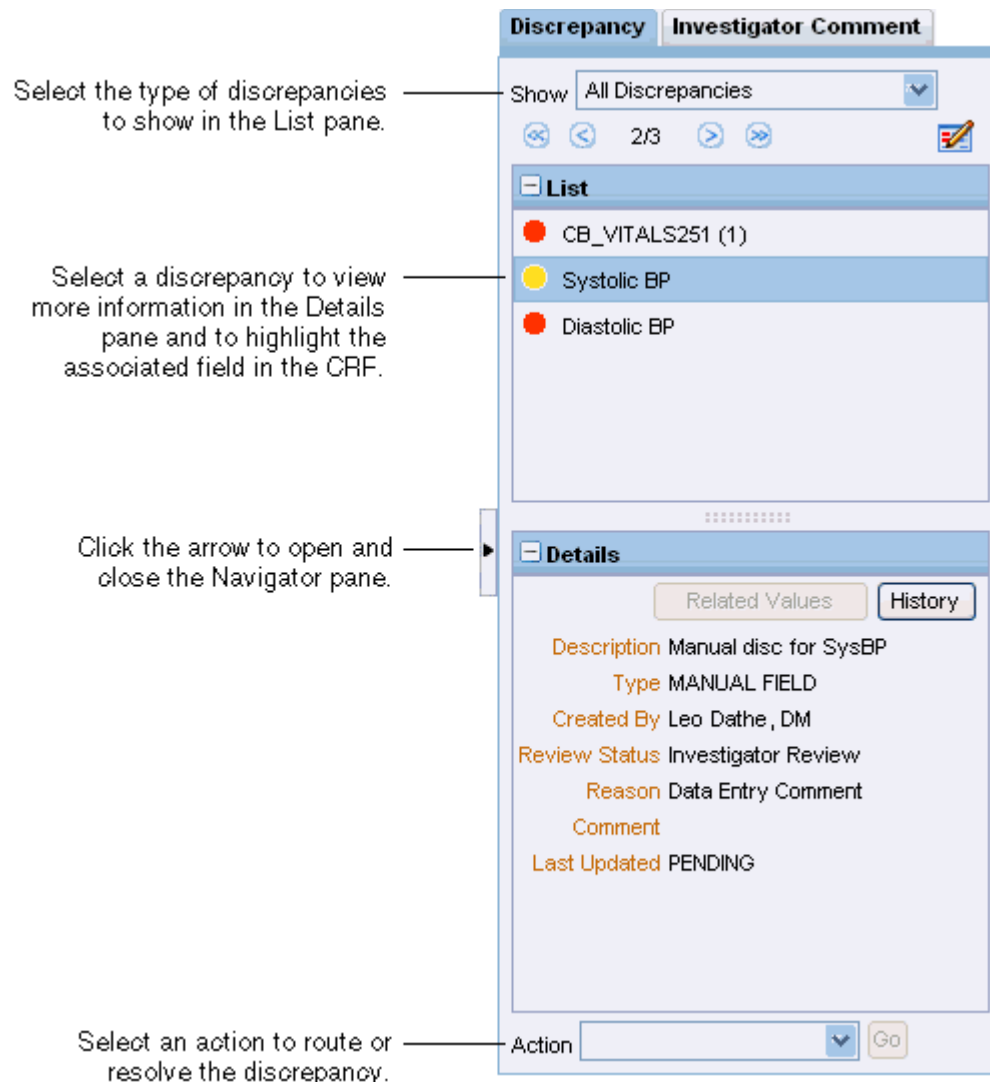 Discrepancy Investigator Comment
Select the type of discrepancies
to show in the List pane.
Show All Discrepancies
2/3
List
CB_VITALS251 (1)
Select a discrepancy to view
more information in the Details
pane and to highlight the
associated field in the CRF.
Systolic BP
Diastolic BP
Click the arrow to open and
close the Navigator pane.
Details
Related Values History
Description Manual disc for SysBP
Type MANUAL FIELD
Created By Leo Dathe, DM
Review Status Investigator Review
Reason Data Entry Comment
Comment
Last Updated PENDING
Select an action to route or
resolve the discrepancy.
Action Go